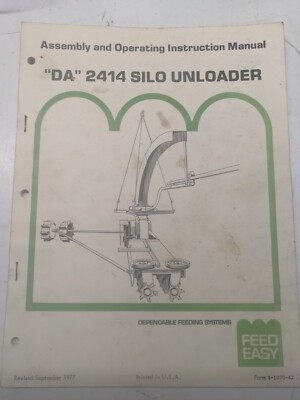 Assembly and Operating Instruction Manual
"DA" 2414 SILO UNLOADER
DEPENDABLE FEEDING SYSTEMS
FEED
EASY
Revised September 1977
Printed in U.S.A.
Form #